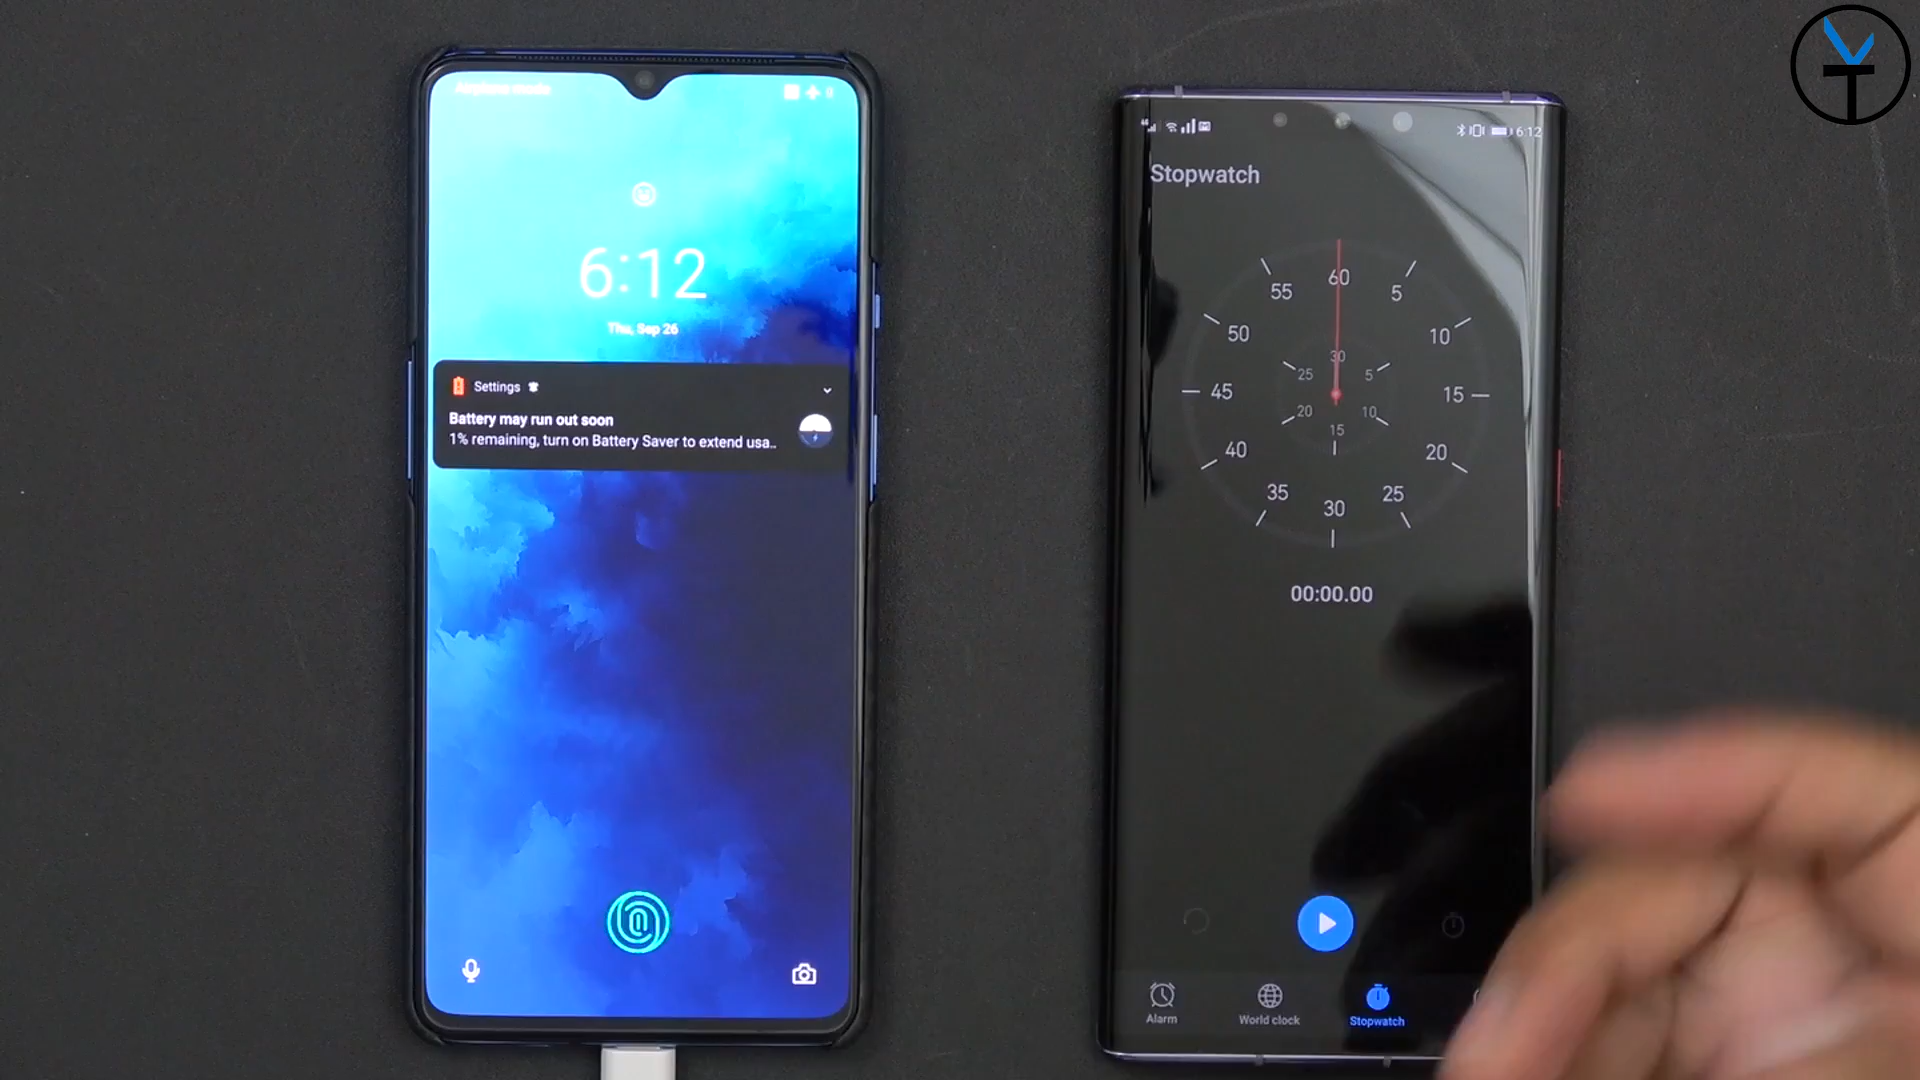 Airplane mode
6:12
Thu, Sep 26
Settings
Battery may run out soon
1% remaining, turn on Battery Saver to extend usa..
6:12
Stopwatch
60
55
5
50
10
45
15
40
20
35
25
30
30
25
5
20
10
15
00:00.00
Alarm
World clock
Stopwatch